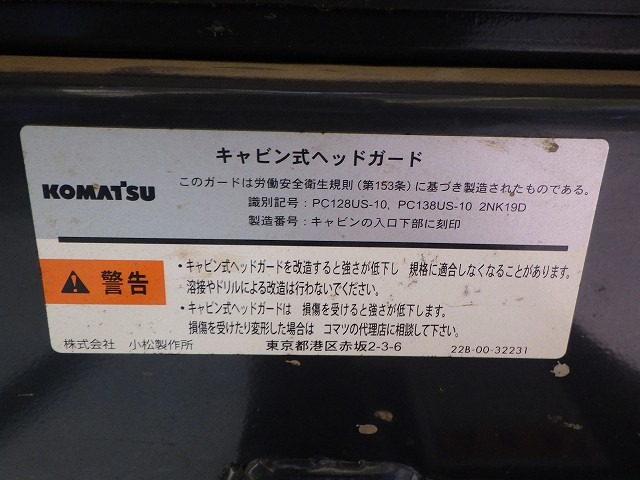 キャビン式ヘッドガード
KOMATSU
このガードは労働安全衛生規則(第153条)に基づき製造されたものである。
識別記号:PC128US-10, PC138US-10 2NK19D
製造番号:キャビンの入口下部に刻印
警告
・キャビン式ヘッドガードを改造すると強さが低下し 規格に適合しなくなることがあります。
溶接やドリルによる改造は行わないでください。
・キャビン式ヘッドガードは 損傷を受けると強さが低下します。
損傷を受けたり変形した場合は コマツの代理店に相談して下さい。
株式会社 小松製作所 東京都港区赤坂2-3-6 22B-00-32231